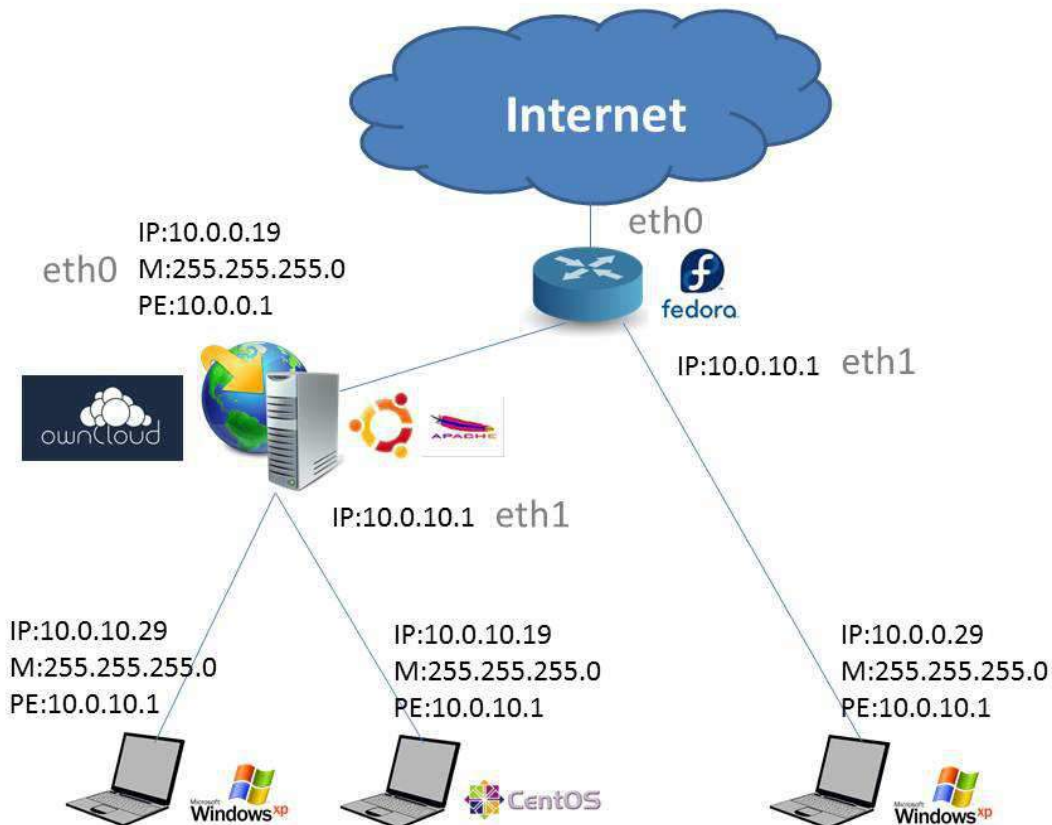 Internet
eth0
IP:10.0.0.19
eth0
M:255.255.255.0
PE:10.0.0.1
fedora
IP:10.0.10.1 eth1
ownCloud
APACHE
IP:10.0.10.1 eth1
IP:10.0.10.29
M:255.255.255.0
PE:10.0.10.1
IP:10.0.10.19
M:255.255.255.0
PE:10.0.10.1
IP:10.0.0.29
M:255.255.255.0
PE:10.0.10.1
Microsoft
Windows xp
CentOS
Microsoft
Windows xp